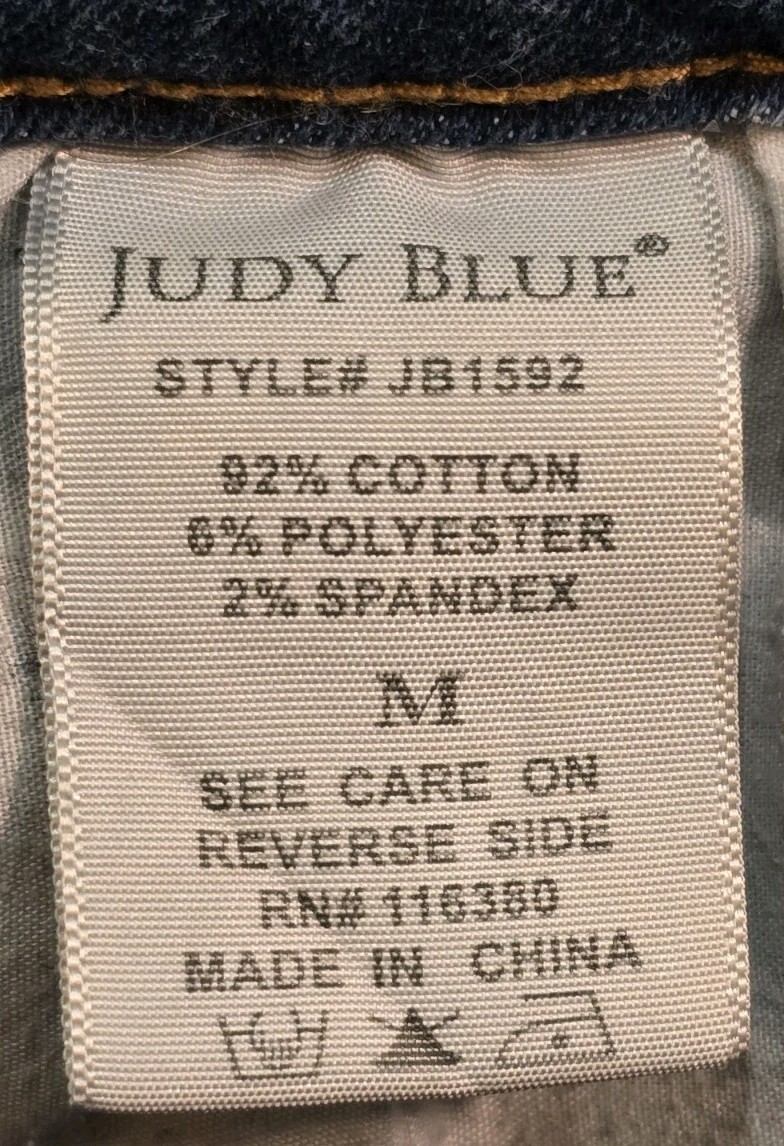 JUDY BLUE®
STYLE# JB1592
92% COTTON
6% POLYESTER
2% SPANDEX
M
SEE CARE ON
REVERSE SIDE
RN# 116380
MADE IN CHINA